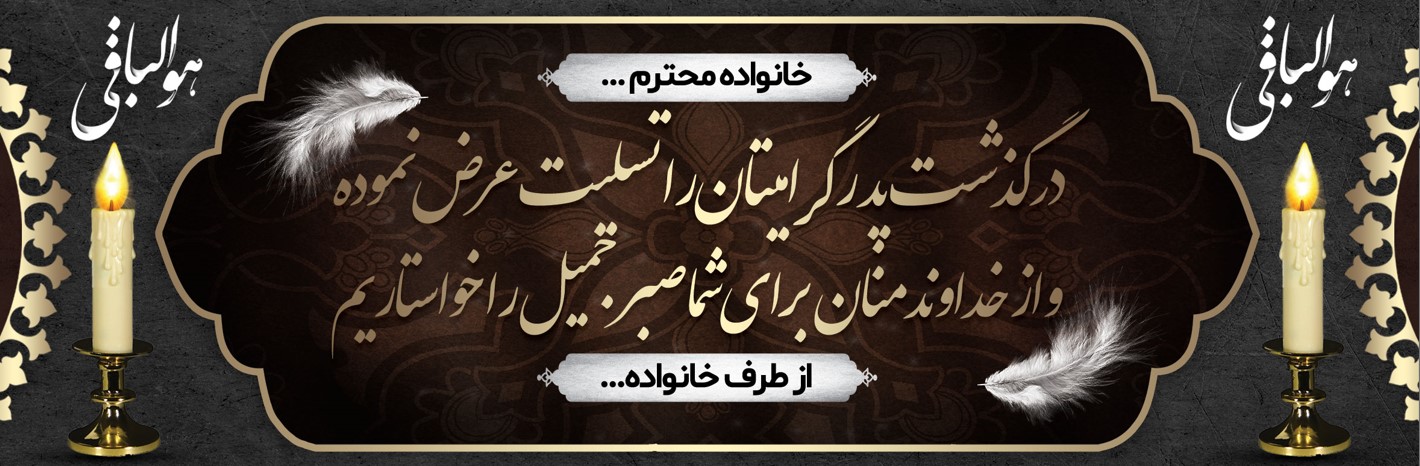 هوالباقی
هوالباقی
خانواده محترم ...
درگذشت پدر گرامیتان را تسلیت عرض نموده
و از خداوند منان برای شما صبر جمیل را خواستاریم
از طرف خانواده...